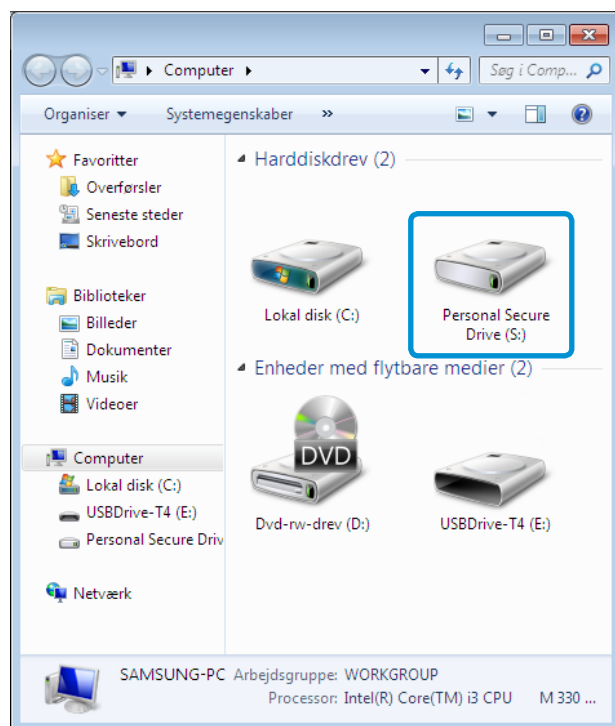 Computer
Søg i Comp...
Organiser
Systemegenskaber
»
Favoritter
Overførsler
Seneste steder
Skrivebord
Biblioteker
Billeder
Dokumenter
Musik
Videoer
Computer
Lokal disk (C:)
USBDrive-T4 (E:)
Personal Secure Driv
Netværk
Harddiskdrev (2)
Lokal disk (C:)
Personal Secure
Drive (S:)
Enheder med flytbare medier (2)
DVD
Dvd-rw-drev (D:)
USBDrive-T4 (E:)
SAMSUNG-PC Arbejdsgruppe: WORKGROUP
Processor: Intel(R) Core(TM) i3 CPU M 330 ...